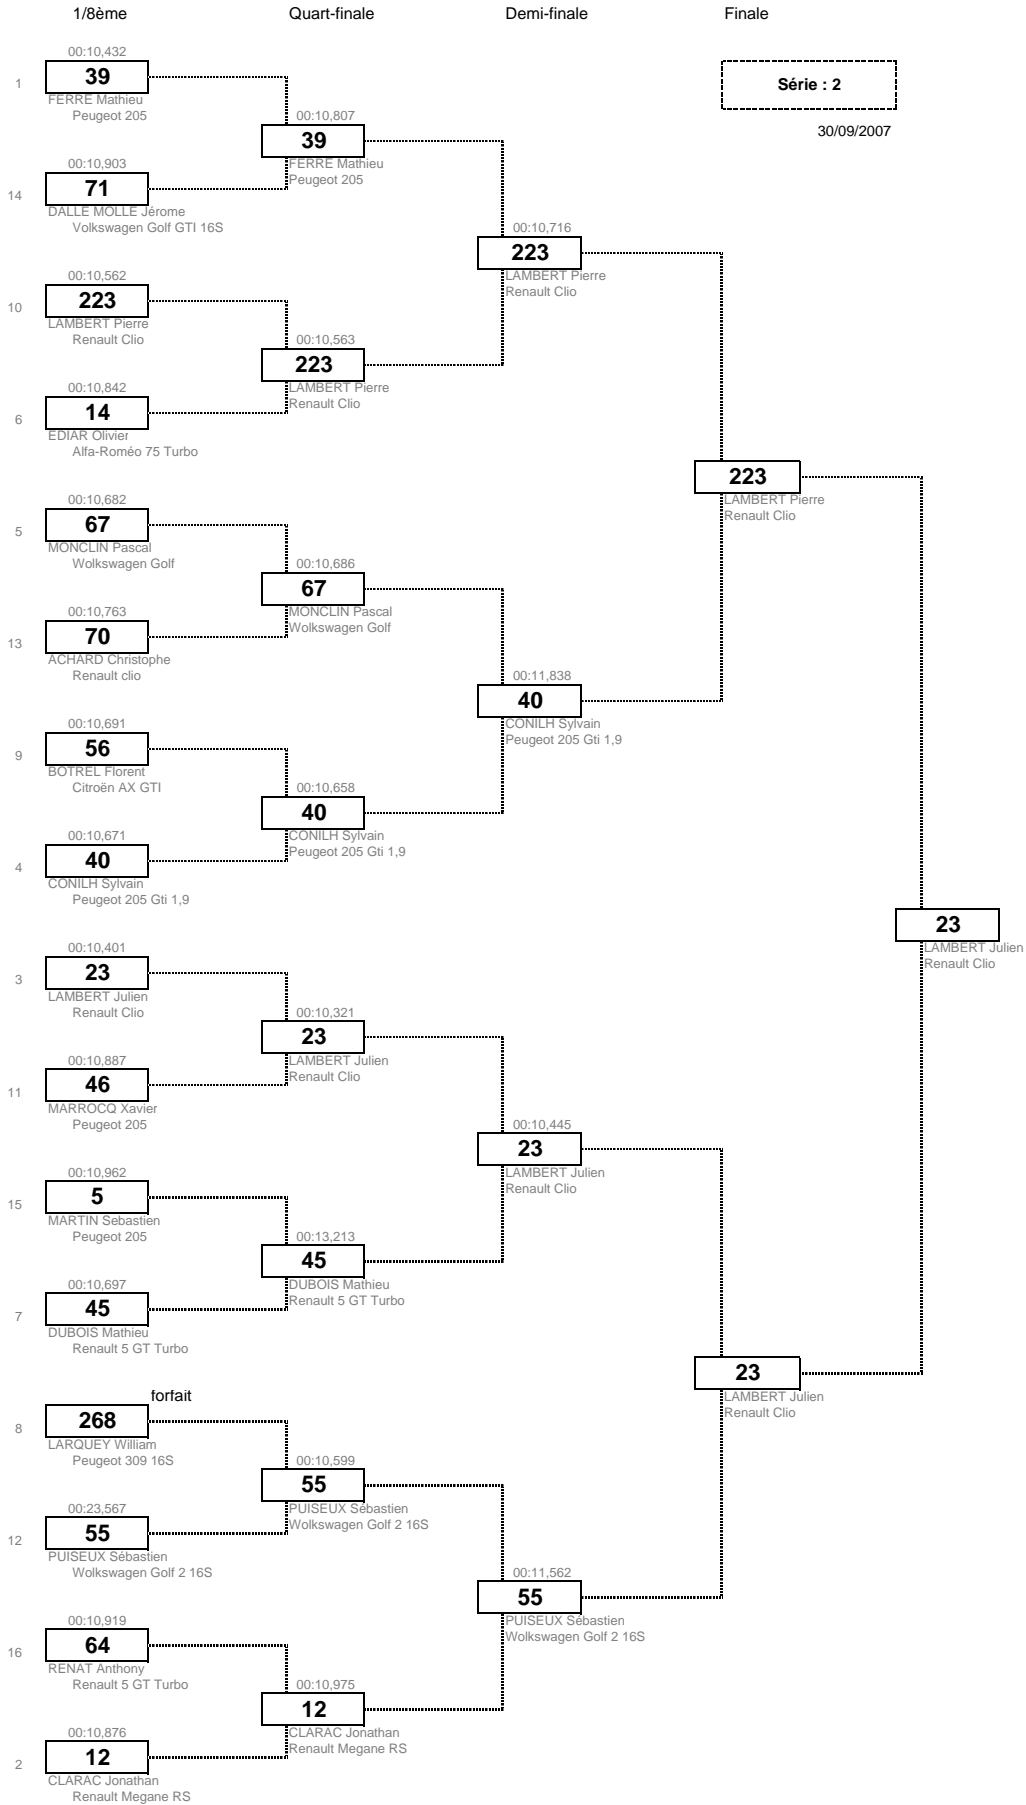 1/8ème Quart-finale Demi-finale Finale
Série : 2
30/09/2007
00:10,432
1 39
FERRE Mathieu
Peugeot 205
00:10,903
14 71
DALLE MOLLE Jérome
Volkswagen Golf GTI 16S
00:10,562
10 223
LAMBERT Pierre
Renault Clio
00:10,842
6 14
EDIAR Olivier
Alfa-Roméo 75 Turbo
00:10,682
5 67
MONCLIN Pascal
Wolkswagen Golf
00:10,763
13 70
ACHARD Christophe
Renault clio
00:10,691
9 56
BOTREL Florent
Citroën AX GTI
00:10,671
4 40
CONILH Sylvain
Peugeot 205 Gti 1,9
00:10,401
3 23
LAMBERT Julien
Renault Clio
00:10,887
11 46
MARROCQ Xavier
Peugeot 205
00:10,962
15 5
MARTIN Sebastien
Peugeot 205
00:10,697
7 45
DUBOIS Mathieu
Renault 5 GT Turbo
forfait
8 268
LARQUEY William
Peugeot 309 16S
00:23,567
12 55
PUISEUX Sébastien
Wolkswagen Golf 2 16S
00:10,919
16 64
RENAT Anthony
Renault 5 GT Turbo
00:10,876
2 12
CLARAC Jonathan
Renault Megane RS
00:10,807
39
FERRE Mathieu
Peugeot 205
00:10,563
223
LAMBERT Pierre
Renault Clio
00:10,686
67
MONCLIN Pascal
Wolkswagen Golf
00:10,658
40
CONILH Sylvain
Peugeot 205 Gti 1,9
00:10,321
23
LAMBERT Julien
Renault Clio
00:13,213
45
DUBOIS Mathieu
Renault 5 GT Turbo
00:10,599
55
PUISEUX Sébastien
Wolkswagen Golf 2 16S
00:10,975
12
CLARAC Jonathan
Renault Megane RS
00:10,716
223
LAMBERT Pierre
Renault Clio
00:11,838
40
CONILH Sylvain
Peugeot 205 Gti 1,9
00:10,445
23
LAMBERT Julien
Renault Clio
00:11,562
55
PUISEUX Sébastien
Wolkswagen Golf 2 16S
223
LAMBERT Pierre
Renault Clio
23
LAMBERT Julien
Renault Clio
23
LAMBERT Julien
Renault Clio